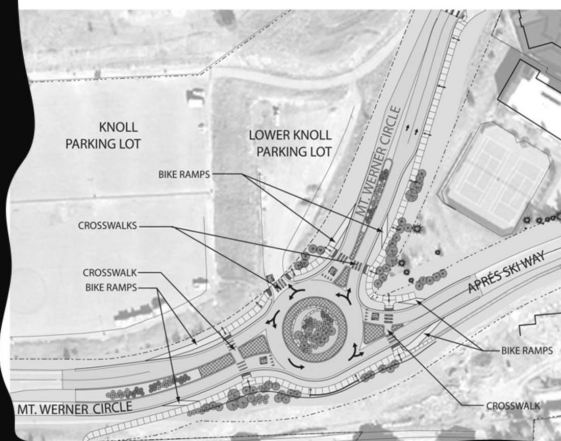 KNOLL
PARKING LOT
LOWER KNOLL
PARKING LOT
MT. WERNER CIRCLE
BIKE RAMPS
CROSSWALKS
CROSSWALK
BIKE RAMPS
APRÉS SKI WAY
BIKE RAMPS
CROSSWALK
MT. WERNER CIRCLE